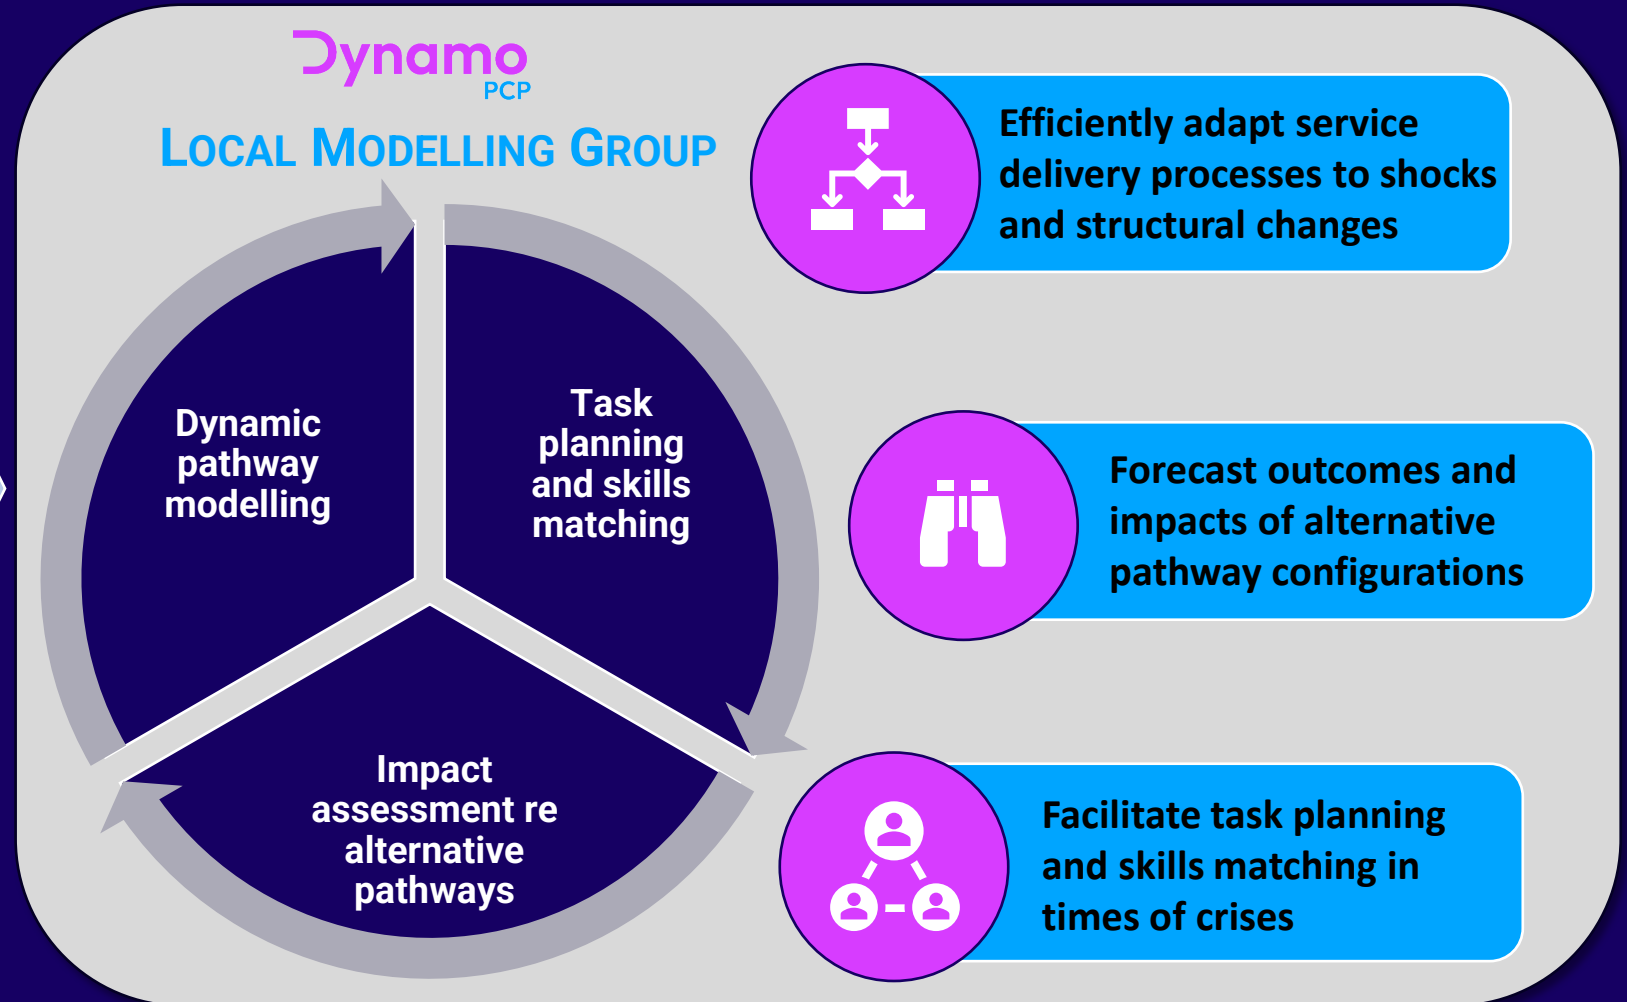 Dynamo
PCP
LOCAL MODELLING GROUP
Dynamic
pathway
modelling
Task
planning
and skills
matching
Impact
assessment re
alternative
pathways
Efficiently adapt service
delivery processes to shocks
and structural changes
Forecast outcomes and
impacts of alternative
pathway configurations
Facilitate task planning
and skills matching in
times of crises